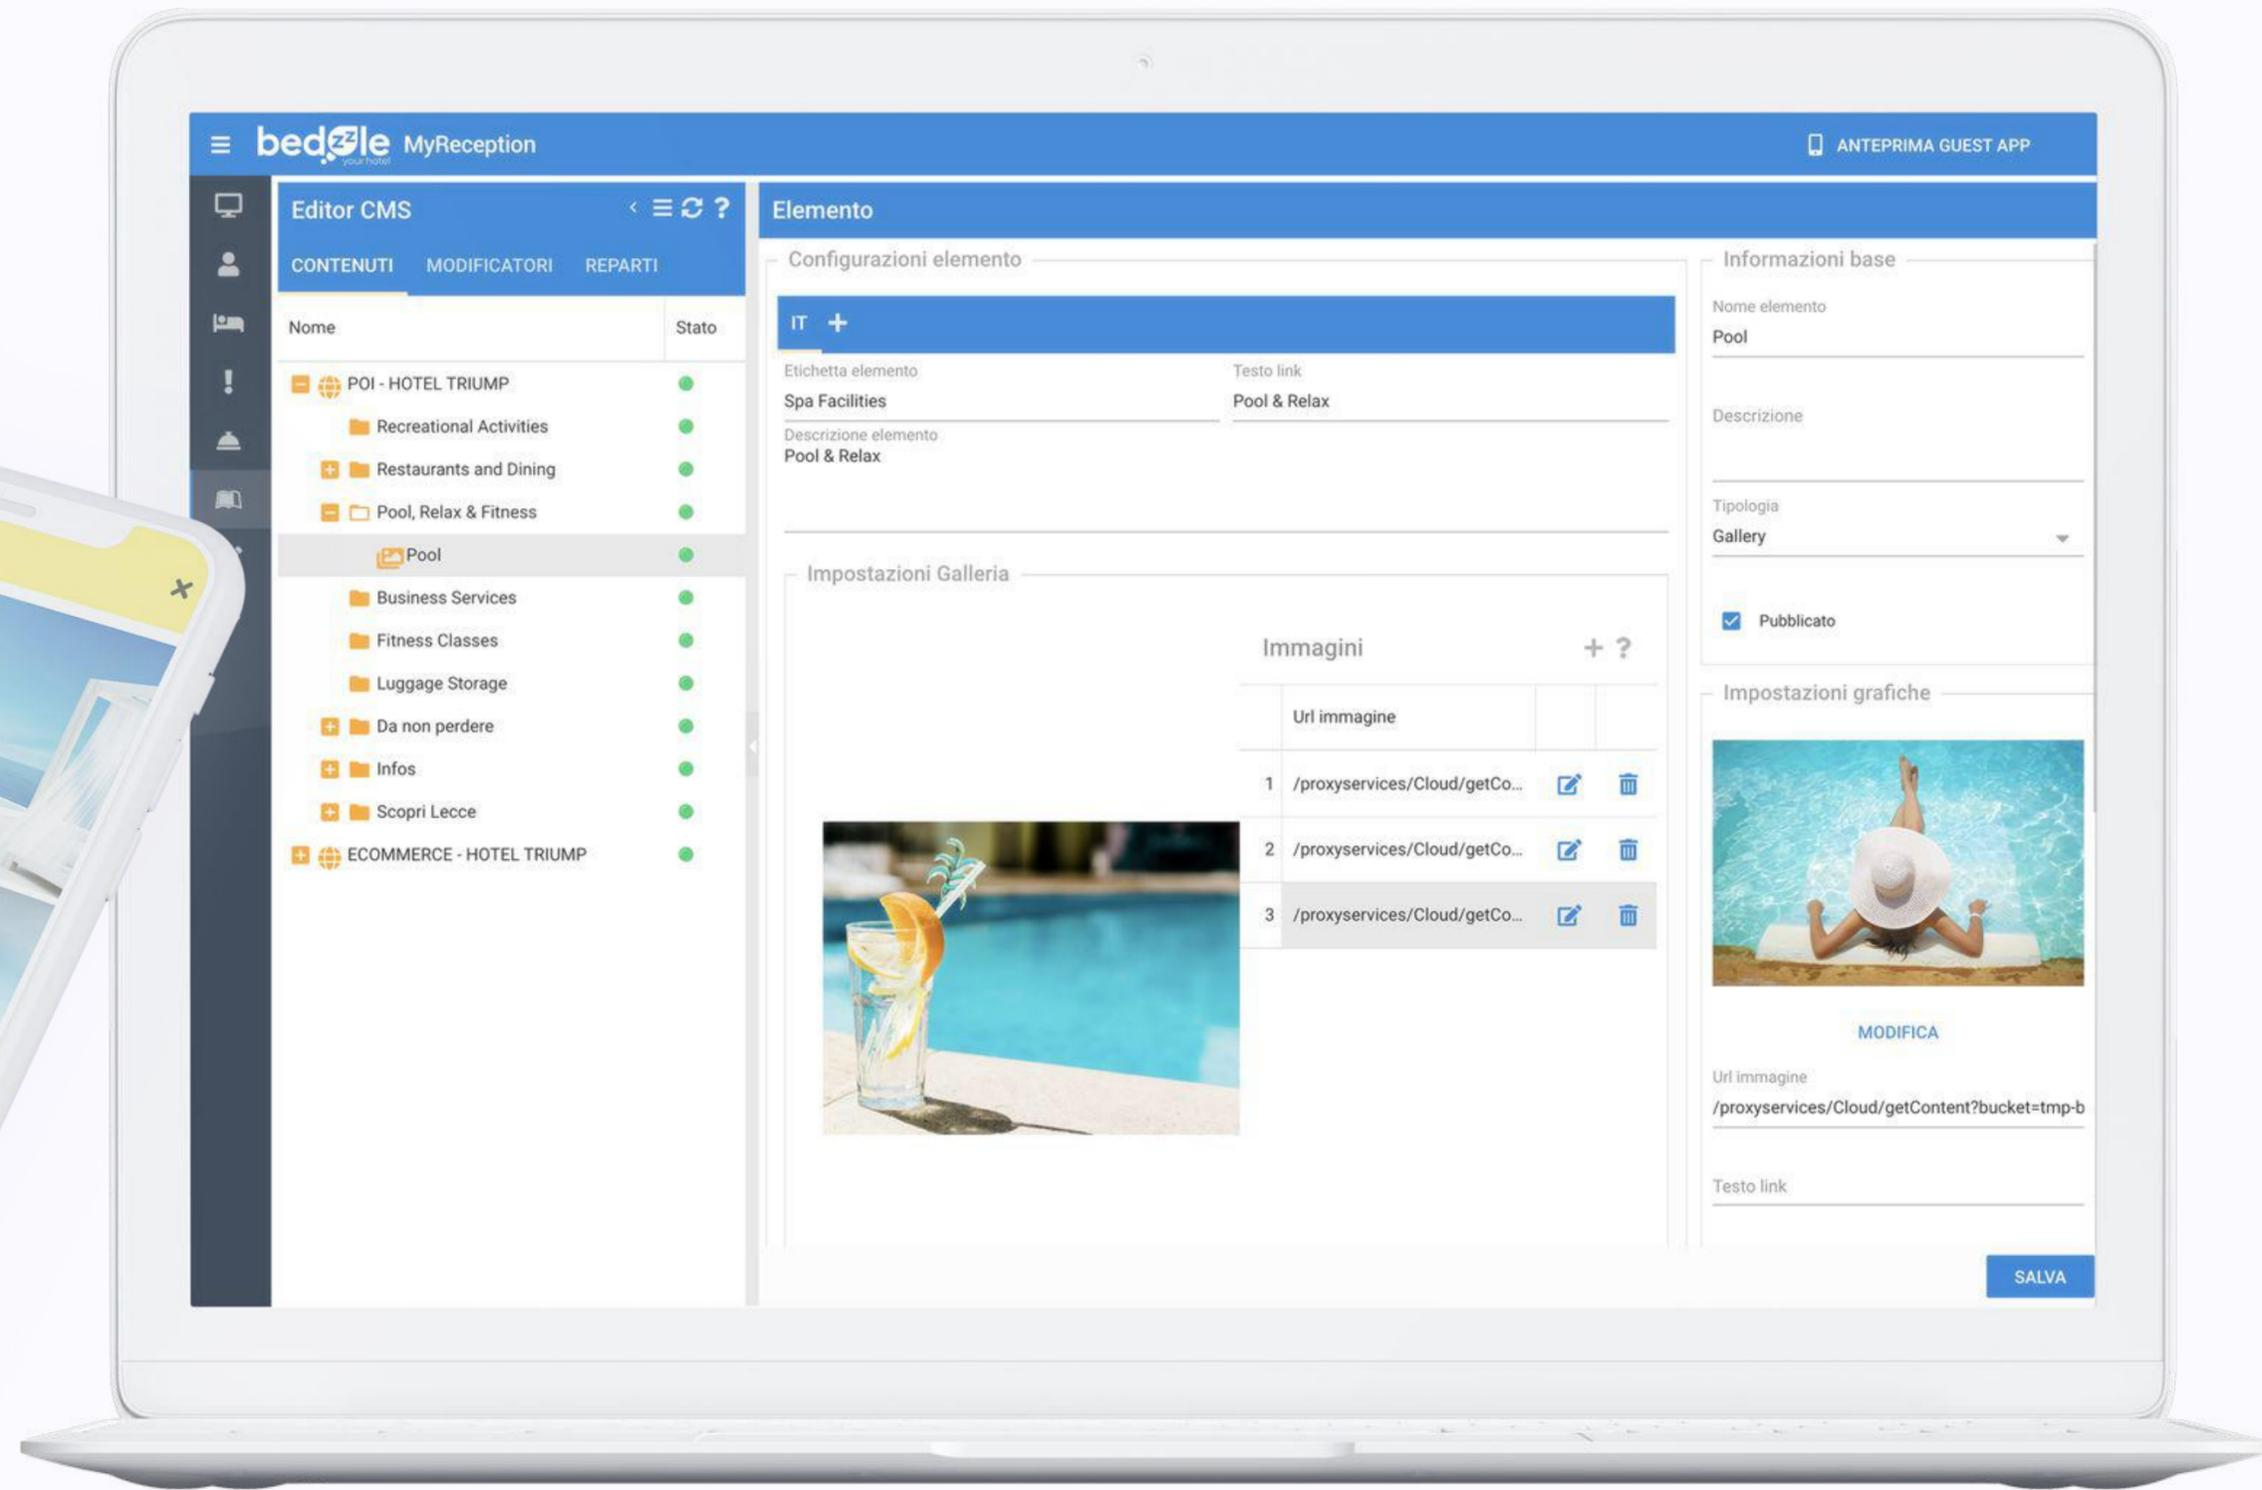 bedzzle MyReception
your hotel
ANTEPRIMA GUEST APP
Editor CMS
CONTENUTI MODIFICATORI REPARTI
Nome Stato
POI - HOTEL TRIUMP
Recreational Activities
Restaurants and Dining
Pool, Relax & Fitness
Pool
Business Services
Fitness Classes
Luggage Storage
Da non perdere
Infos
Scopri Lecce
ECOMMERCE - HOTEL TRIUMP
Elemento
Configurazioni elemento
IT +
Etichetta elemento Testo link
Spa Facilities Pool & Relax
Descrizione elemento
Pool & Relax
Impostazioni Galleria
Immagini + ?
Url immagine
1 /proxyservices/Cloud/getCo...
2 /proxyservices/Cloud/getCo...
3 /proxyservices/Cloud/getCo...
Informazioni base
Nome elemento
Pool
Descrizione
Tipologia
Gallery
Pubblicato
Impostazioni grafiche
MODIFICA
Url immagine
/proxyservices/Cloud/getContent?bucket=tmp-b
Testo link
SALVA